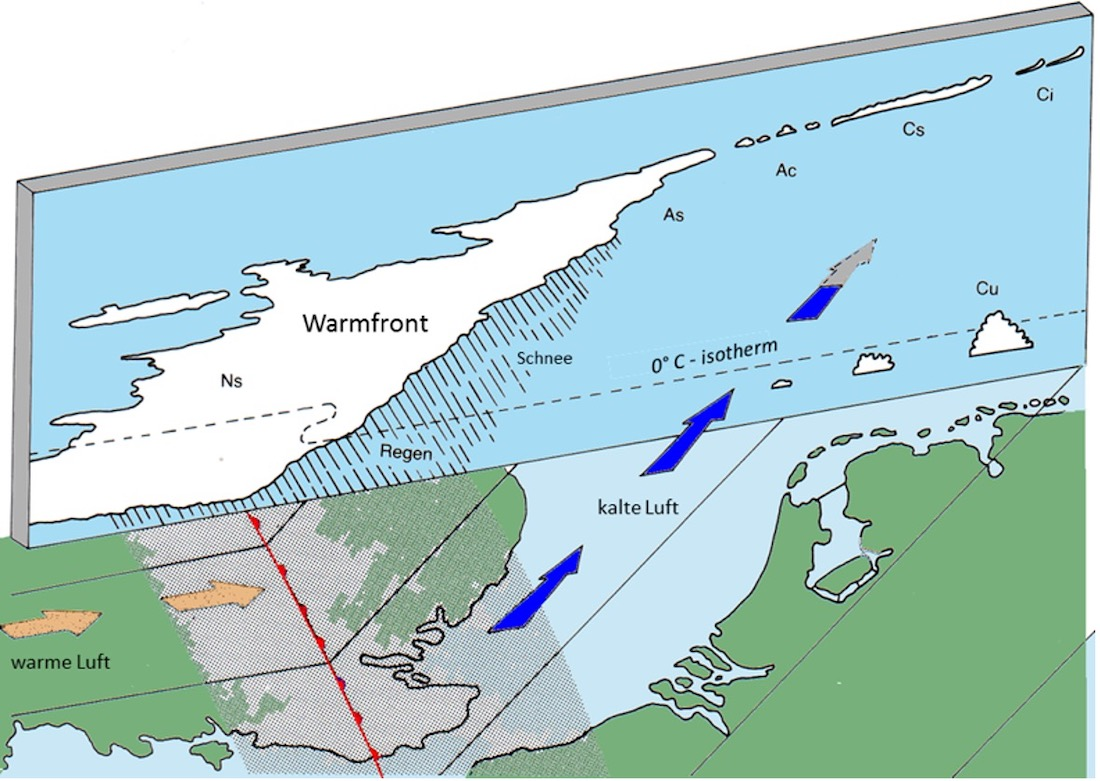 Ci
Cs
Ac
As
Cu
Warmfront
Schnee
0° C - isotherm
Ns
Regen
kalte Luft
warme Luft